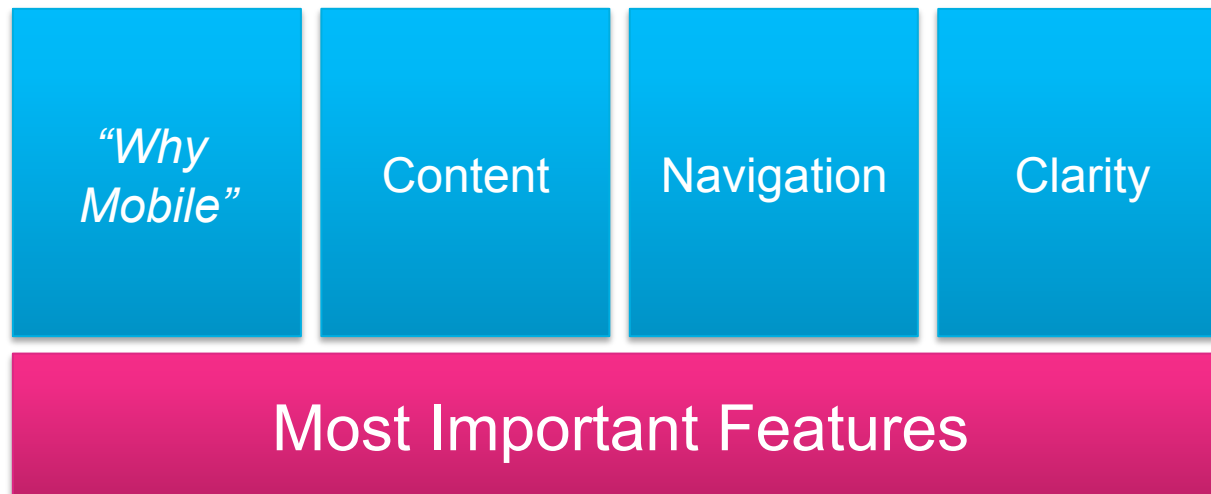 “Why
Mobile”
Content
Navigation
Clarity
Most Important Features